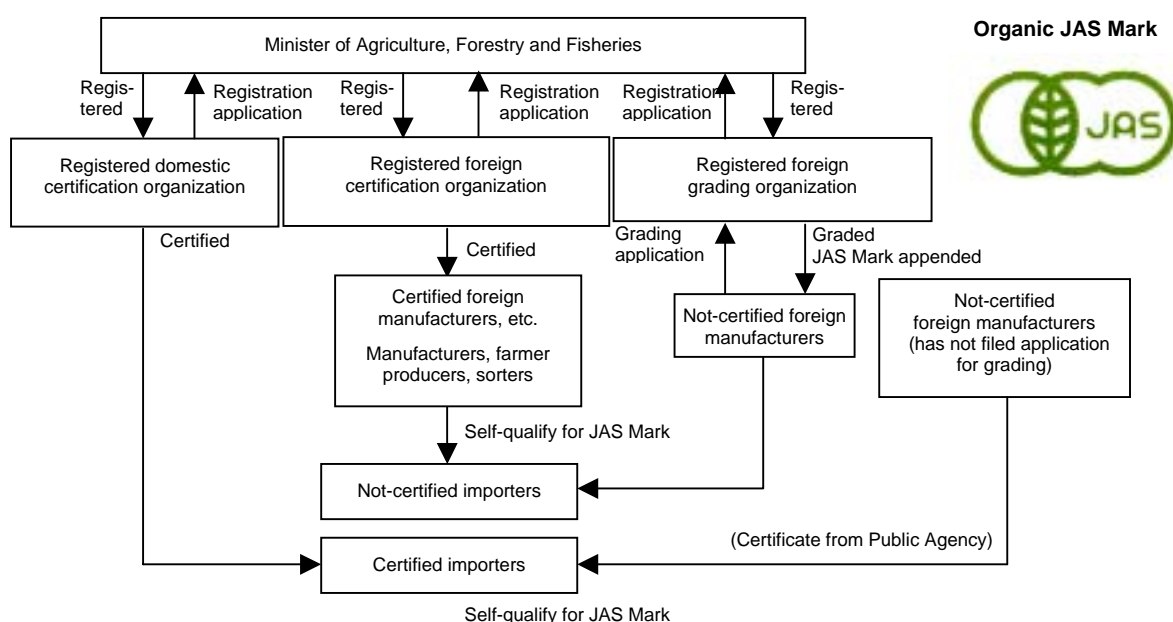 Organic JAS Mark
Minister of Agriculture, Forestry and Fisheries
Regis-
tered
Registration
application
Regis-
tered
Registration
application
Registration
application
Regis-
tered
JAS
Registered domestic
certification organization
Registered foreign
certification organization
Registered foreign
grading organization
Certified
Certified
Grading
application
Graded
JAS Mark appended
Certified foreign
manufacturers, etc.
Manufacturers, farmer
producers, sorters
Not-certified foreign
manufacturers
Not-certified
foreign manufacturers
(has not filed application
for grading)
Self-qualify for JAS Mark
Not-certified importers
(Certificate from Public Agency)
Certified importers
Self-qualify for JAS Mark